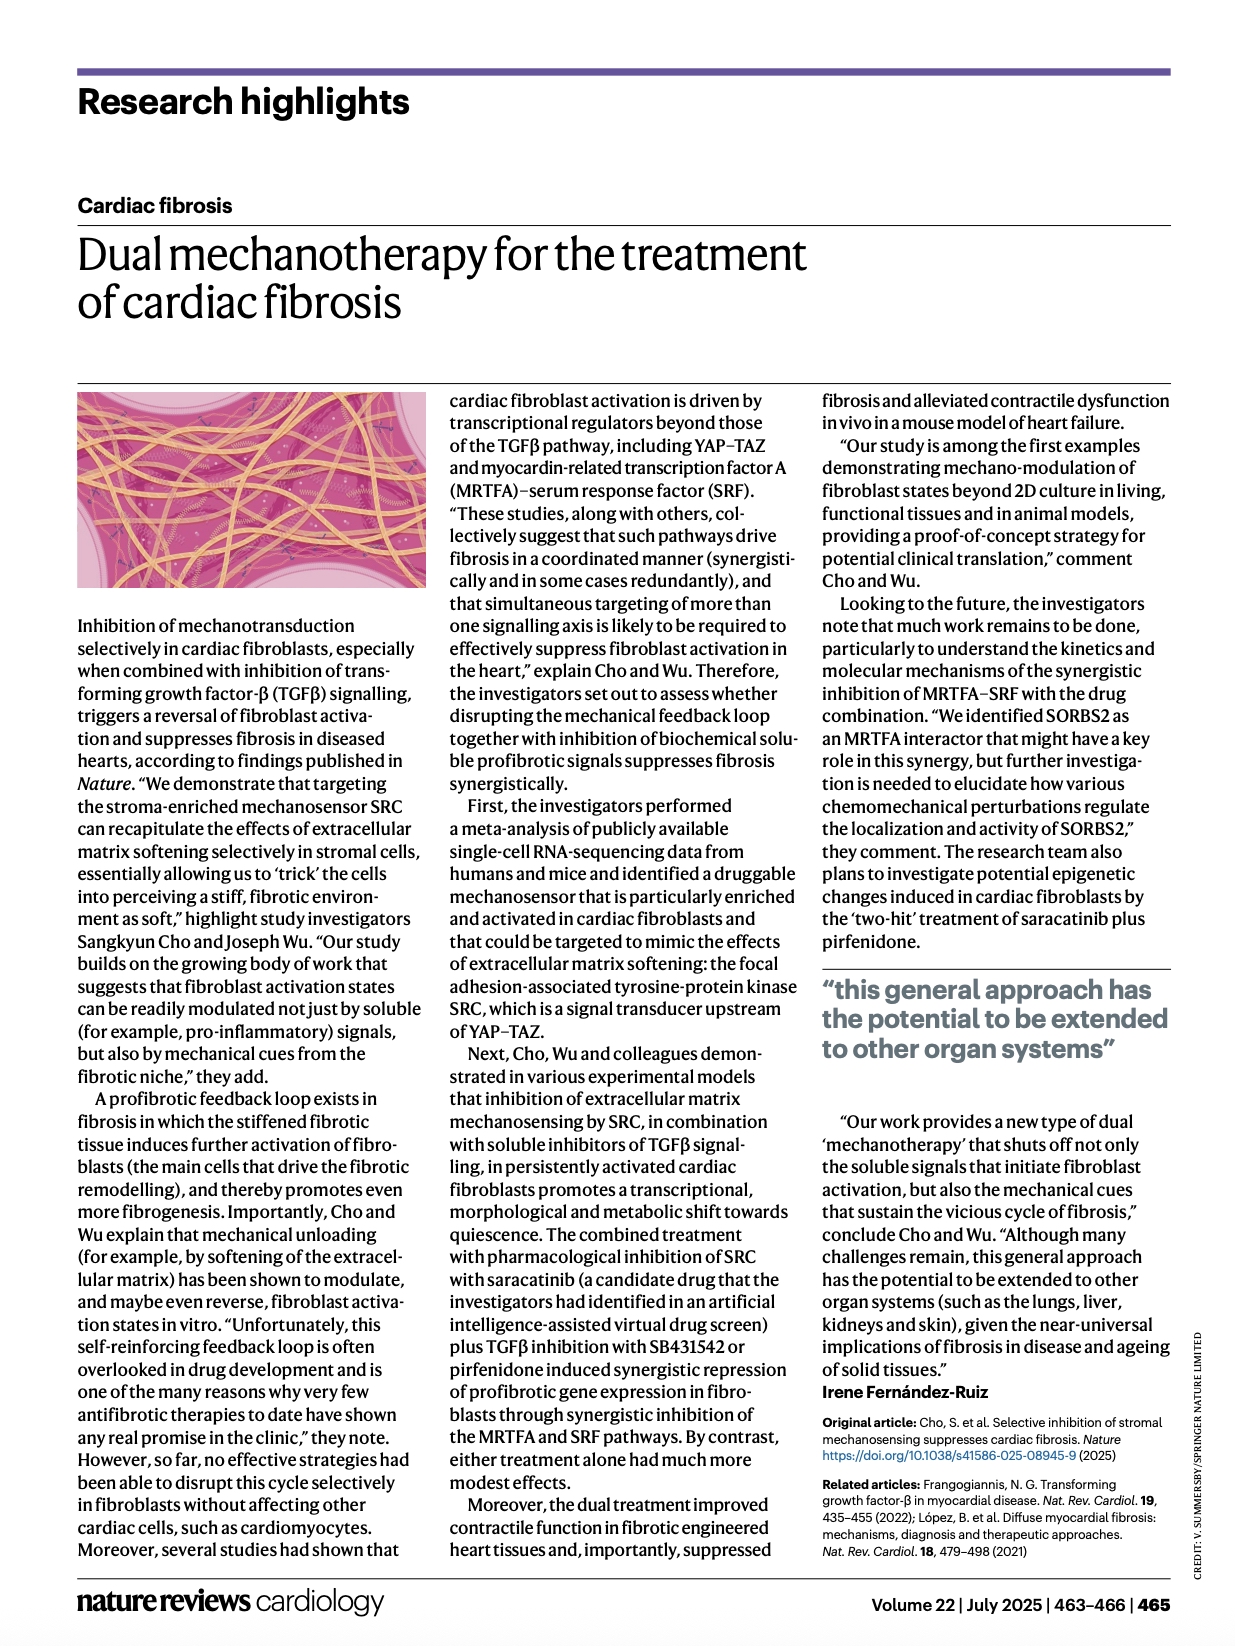 Research highlights
Cardiac fibrosis
Dual mechanotherapy for the treatment
of cardiac fibrosis
Inhibition of mechanotransduction
selectively in cardiac fibroblasts, especially
when combined with inhibition of trans-
forming growth factor-β (TGFβ) signalling,
triggers a reversal of fibroblast activa-
tion and suppresses fibrosis in diseased
hearts, according to findings published in
Nature. “We demonstrate that targeting
the stroma-enriched mechanosensor SRC
can recapitulate the effects of extracellular
matrix softening selectively in stromal cells,
essentially allowing us to ‘trick’ the cells
into perceiving a stiff, fibrotic environ-
ment as soft,” highlight study investigators
Sangkyun Cho and Joseph Wu. “Our study
builds on the growing body of work that
suggests that fibroblast activation states
can be readily modulated not just by soluble
(for example, pro-inflammatory) signals,
but also by mechanical cues from the
fibrotic niche,” they add.
A profibrotic feedback loop exists in
fibrosis in which the stiffened fibrotic
tissue induces further activation of fibro-
blasts (the main cells that drive the fibrotic
remodelling), and thereby promotes even
more fibrogenesis. Importantly, Cho and
Wu explain that mechanical unloading
(for example, by softening of the extracel-
lular matrix) has been shown to modulate,
and maybe even reverse, fibroblast activa-
tion states in vitro. “Unfortunately, this
self-reinforcing feedback loop is often
overlooked in drug development and is
one of the many reasons why very few
antifibrotic therapies to date have shown
any real promise in the clinic,” they note.
However, so far, no effective strategies had
been able to disrupt this cycle selectively
in fibroblasts without affecting other
cardiac cells, such as cardiomyocytes.
Moreover, several studies had shown that
cardiac fibroblast activation is driven by
transcriptional regulators beyond those
of the TGFβ pathway, including YAP–TAZ
and myocardin-related transcription factor A
(MRTFA)–serum response factor (SRF).
“These studies, along with others, col-
lectively suggest that such pathways drive
fibrosis in a coordinated manner (synergisti-
cally and in some cases redundantly), and
that simultaneous targeting of more than
one signalling axis is likely to be required to
effectively suppress fibroblast activation in
the heart,” explain Cho and Wu. Therefore,
the investigators set out to assess whether
disrupting the mechanical feedback loop
together with inhibition of biochemical solu-
ble profibrotic signals suppresses fibrosis
synergistically.
First, the investigators performed
a meta-analysis of publicly available
single-cell RNA-sequencing data from
humans and mice and identified a druggable
mechanosensor that is particularly enriched
and activated in cardiac fibroblasts and
that could be targeted to mimic the effects
of extracellular matrix softening: the focal
adhesion-associated tyrosine-protein kinase
SRC, which is a signal transducer upstream
of YAP–TAZ.
Next, Cho, Wu and colleagues demon-
strated in various experimental models
that inhibition of extracellular matrix
mechanosensing by SRC, in combination
with soluble inhibitors of TGFβ signal-
ling, in persistently activated cardiac
fibroblasts promotes a transcriptional,
morphological and metabolic shift towards
quiescence. The combined treatment
with pharmacological inhibition of SRC
with saracatinib (a candidate drug that the
investigators had identified in an artificial
intelligence-assisted virtual drug screen)
plus TGFβ inhibition with SB431542 or
pirfenidone induced synergistic repression
of profibrotic gene expression in fibro-
blasts through synergistic inhibition of
the MRTFA and SRF pathways. By contrast,
either treatment alone had much more
modest effects.
Moreover, the dual treatment improved
contractile function in fibrotic engineered
heart tissues and, importantly, suppressed
fibrosis and alleviated contractile dysfunction
in vivo in a mouse model of heart failure.
“Our study is among the first examples
demonstrating mechano-modulation of
fibroblast states beyond 2D culture in living,
functional tissues and in animal models,
providing a proof-of-concept strategy for
potential clinical translation,” comment
Cho and Wu.
Looking to the future, the investigators
note that much work remains to be done,
particularly to understand the kinetics and
molecular mechanisms of the synergistic
inhibition of MRTFA–SRF with the drug
combination. “We identified SORBS2 as
an MRTFA interactor that might have a key
role in this synergy, but further investiga-
tion is needed to elucidate how various
chemomechanical perturbations regulate
the localization and activity of SORBS2,”
they comment. The research team also
plans to investigate potential epigenetic
changes induced in cardiac fibroblasts by
the ‘two-hit’ treatment of saracatinib plus
pirfenidone.
“this general approach has
the potential to be extended
to other organ systems”
“Our work provides a new type of dual
‘mechanotherapy’ that shuts off not only
the soluble signals that initiate fibroblast
activation, but also the mechanical cues
that sustain the vicious cycle of fibrosis,”
conclude Cho and Wu. “Although many
challenges remain, this general approach
has the potential to be extended to other
organ systems (such as the lungs, liver,
kidneys and skin), given the near-universal
implications of fibrosis in disease and ageing
of solid tissues.”
Irene Fernández-Ruiz
Original article: Cho, S. et al. Selective inhibition of stromal
mechanosensing suppresses cardiac fibrosis. Nature
https://doi.org/10.1038/s41586-025-08945-9 (2025)
Related articles: Frangogiannis, N. G. Transforming
growth factor-β in myocardial disease. Nat. Rev. Cardiol. 19,
435–455 (2022); López, B. et al. Diffuse myocardial fibrosis:
mechanisms, diagnosis and therapeutic approaches.
Nat. Rev. Cardiol. 18, 479–498 (2021)
CREDIT: V. SUMMERSBY/SPRINGER NATURE LIMITED
nature reviews cardiology
Volume 22 | July 2025 | 463–466 | 465